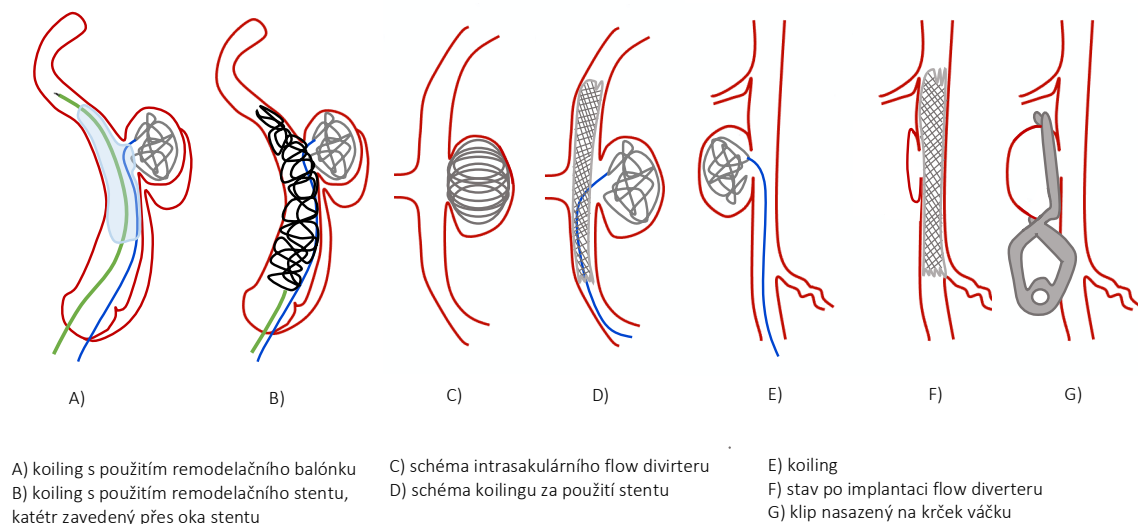 A)
B)
C)
D)
E)
F)
G)
A) koiling s použitím remodelačního balónku
B) koiling s použitím remodelačního stentu,
katétr zavedený přes oka stentu
C) schéma intrasakulárního flow divirteru
D) schéma koilingu za použití stentu
E) koiling
F) stav po implantaci flow diverteru
G) klip nasazený na krček váčku